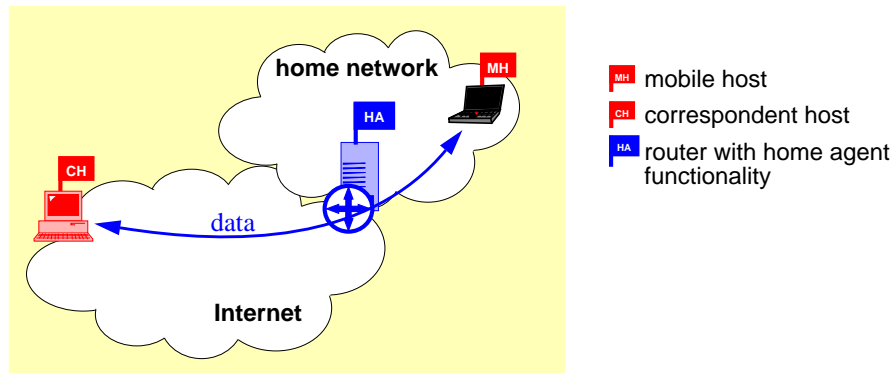 home network
MH
HA
CH
data
Internet
MH mobile host
CH correspondent host
HA router with home agent
functionality